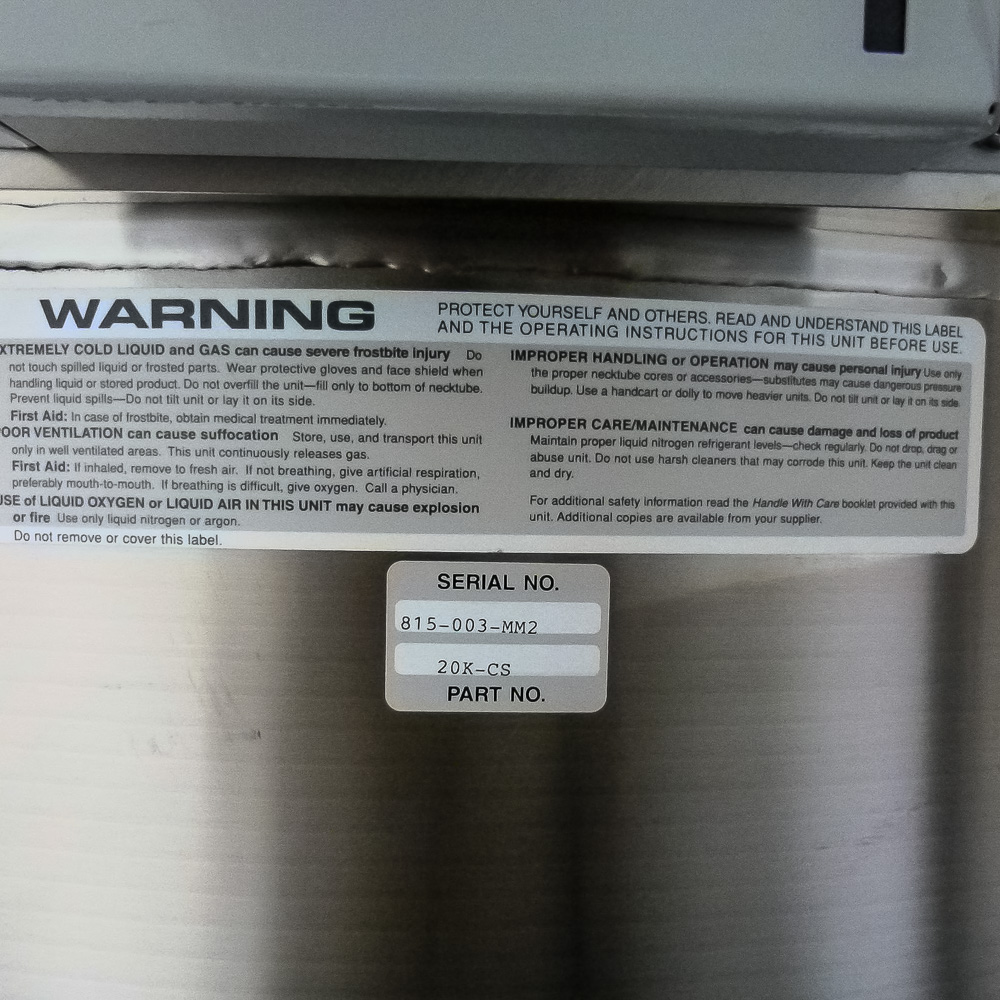 WARNING
PROTECT YOURSELF AND OTHERS. READ AND UNDERSTAND THIS LABEL
AND THE OPERATING INSTRUCTIONS FOR THIS UNIT BEFORE USE.
XTREMELY COLD LIQUID and GAS can cause severe frostbite injury Do
not touch spilled liquid or frosted parts. Wear protective gloves and face shield when
handling liquid or stored product. Do not overfill the unit—fill only to bottom of necktube.
Prevent liquid spills—Do not tilt unit or lay it on its side.
First Aid: In case of frostbite, obtain medical treatment immediately.
OOR VENTILATION can cause suffocation Store, use, and transport this unit
only in well ventilated areas. This unit continuously releases gas.
First Aid: If inhaled, remove to fresh air. If not breathing, give artificial respiration,
preferably mouth-to-mouth. If breathing is difficult, give oxygen. Call a physician.
USE of LIQUID OXYGEN or LIQUID AIR IN THIS UNIT may cause explosion
or fire Use only liquid nitrogen or argon.
Do not remove or cover this label.
IMPROPER HANDLING or OPERATION may cause personal injury Use only
the proper necktube cores or accessories—substitutes may cause dangerous pressure
buildup. Use a handcart or dolly to move heavier units. Do not tilt unit or lay it on its side.
IMPROPER CARE/MAINTENANCE can cause damage and loss of product
Maintain proper liquid nitrogen refrigerant levels—check regularly. Do not drop, drag or
abuse unit. Do not use harsh cleaners that may corrode this unit. Keep the unit clean
and dry.
For additional safety information read the Handle With Care booklet provided with this
unit. Additional copies are available from your supplier.
SERIAL NO.
815-003-MM2
20K-CS
PART NO.